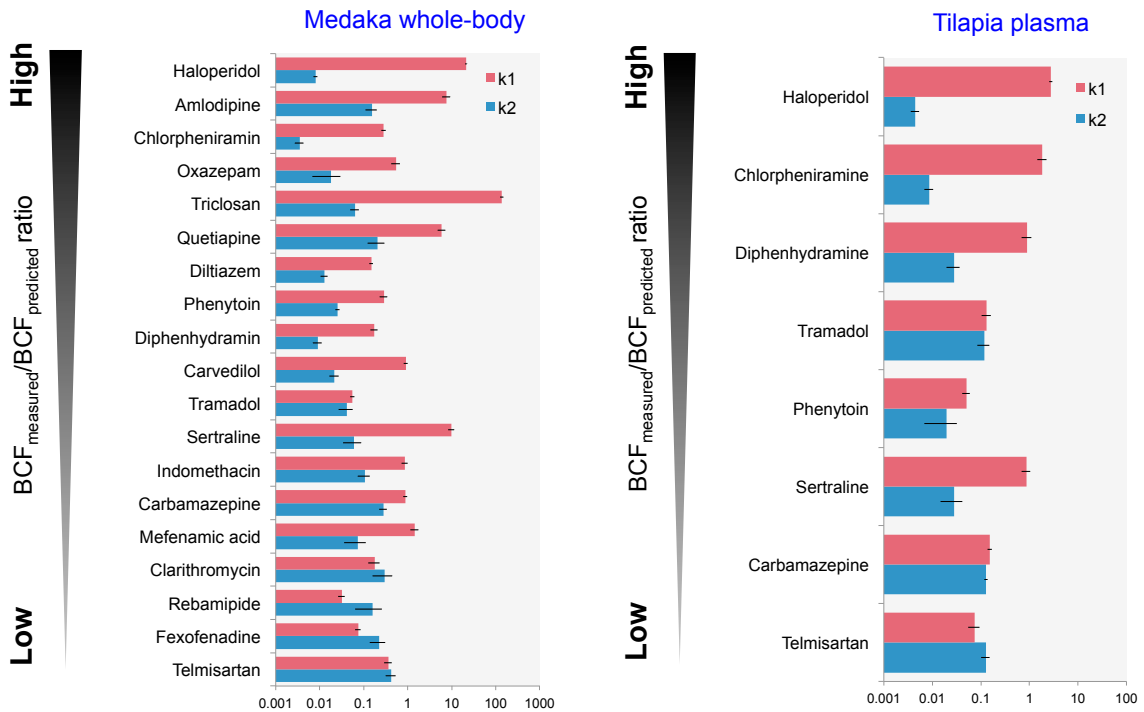 Medaka whole-body
High
Low
BCFmeasured/BCFpredicted ratio
Haloperidol
Amlodipine
Chlorpheniramin
Oxazepam
Triclosan
Quetiapine
Diltiazem
Phenytoin
Diphenhydramin
Carvedilol
Tramadol
Sertraline
Indomethacin
Carbamazepine
Mefenamic acid
Clarithromycin
Rebamipide
Fexofenadine
Telmisartan
k1
k2
0.001 0.01 0.1 1 10 100 1000
Tilapia plasma
High
Low
BCFmeasured/BCFpredicted ratio
Haloperidol
Chlorpheniramine
Diphenhydramine
Tramadol
Phenytoin
Sertraline
Carbamazepine
Telmisartan
k1
k2
0.001 0.01 0.1 1 10 100